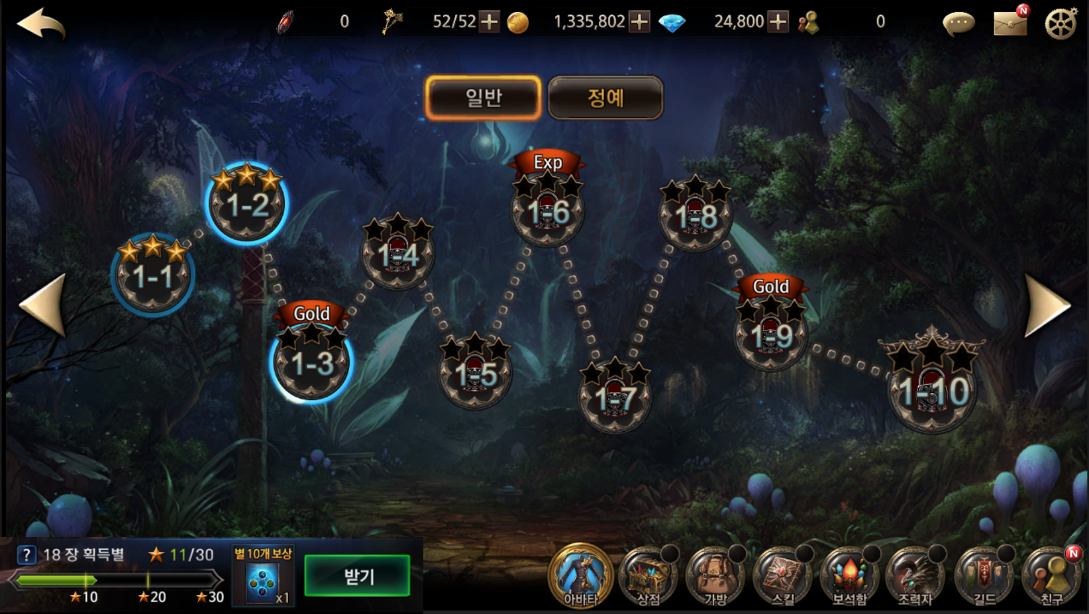 0
52/52
1,335,802
24,800
0
N
일반
정예
Exp
1-1
1-2
Gold
1-3
1-4
1-5
1-6
1-7
1-8
Gold
1-9
1-10
? 18 장 획득별 11/30
10 20 30
별 10개 보상
x1
받기
아바타
상점
가방
스킬
보석함
조력자
길드
친구
N